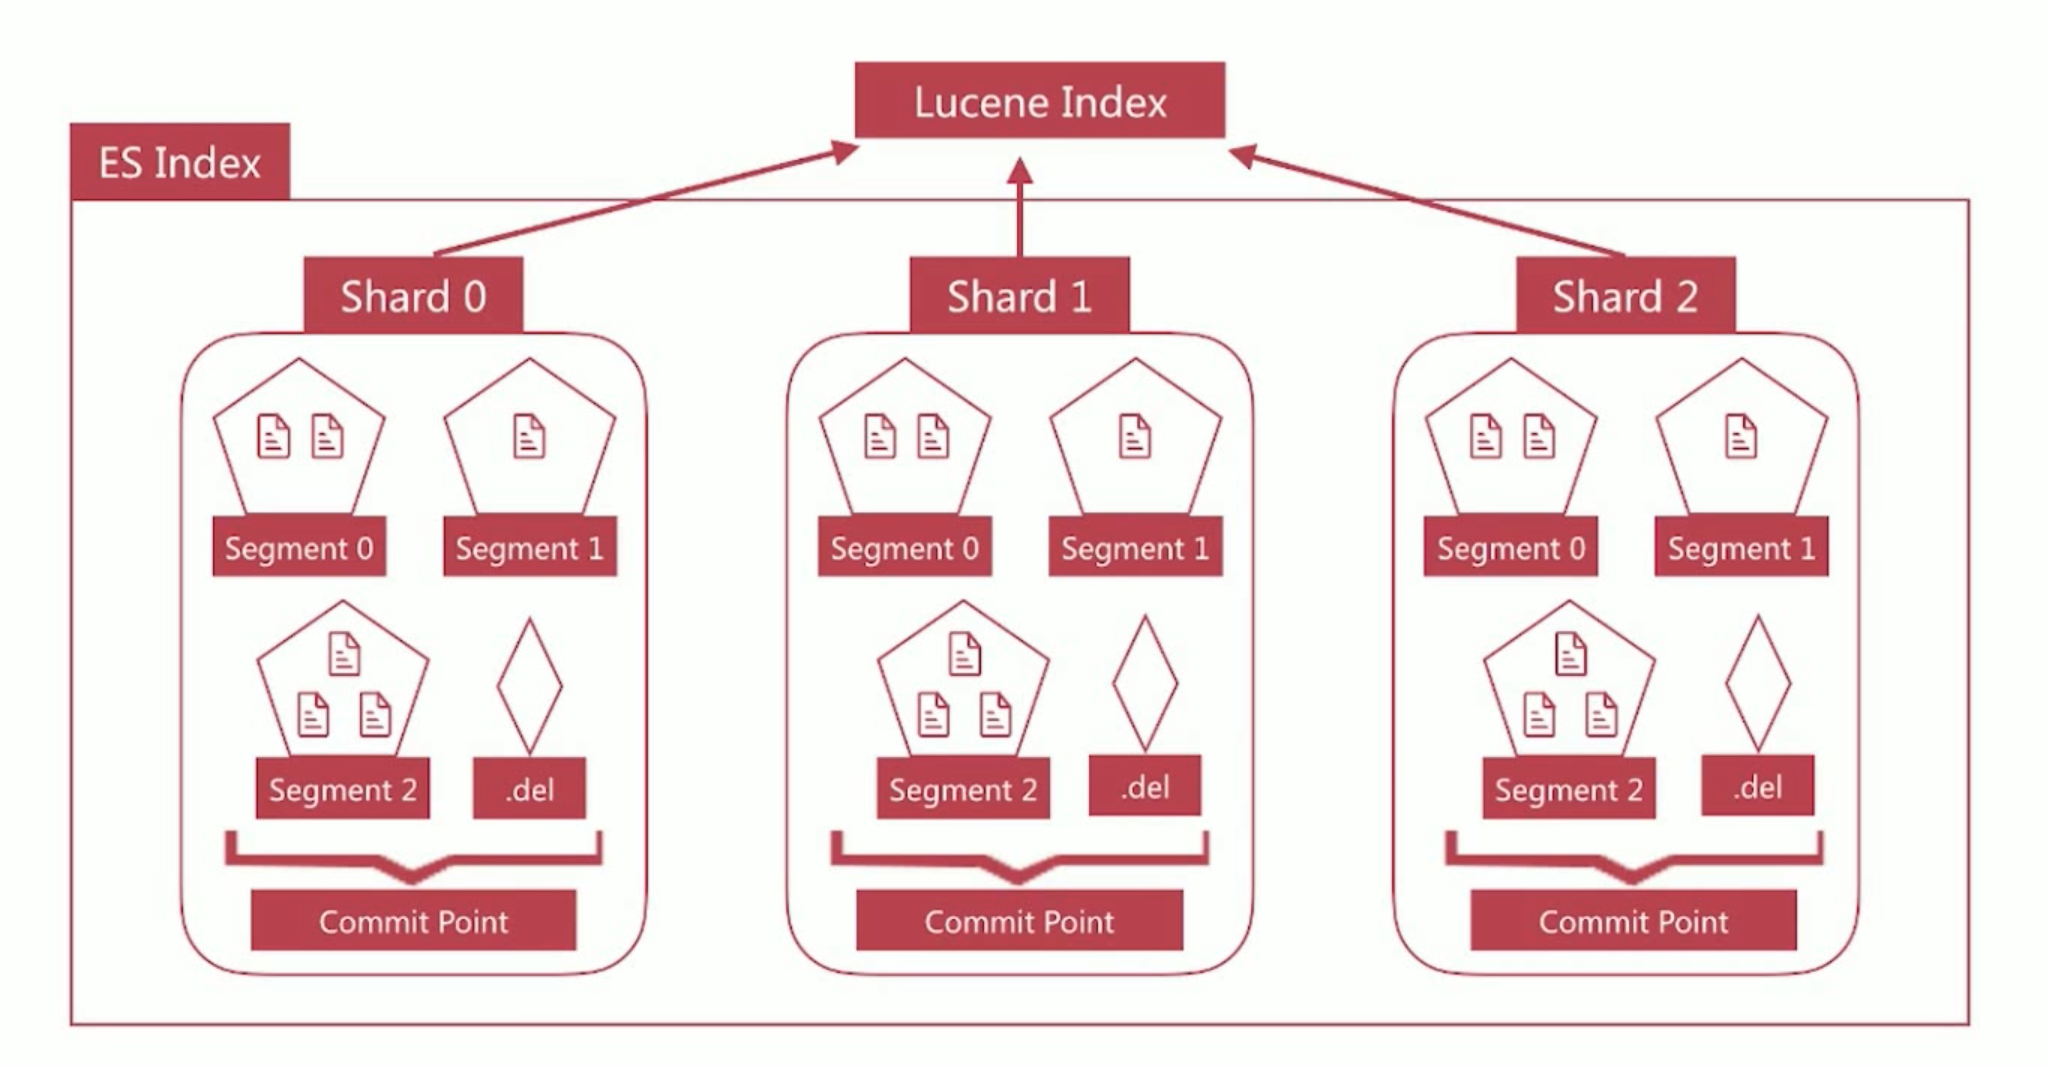 Lucene Index
ES Index
Shard 0
Shard 1
Shard 2
Segment 0
Segment 1
Segment 0
Segment 1
Segment 0
Segment 1
Segment 2
.del
Segment 2
.del
Segment 2
.del
Commit Point
Commit Point
Commit Point